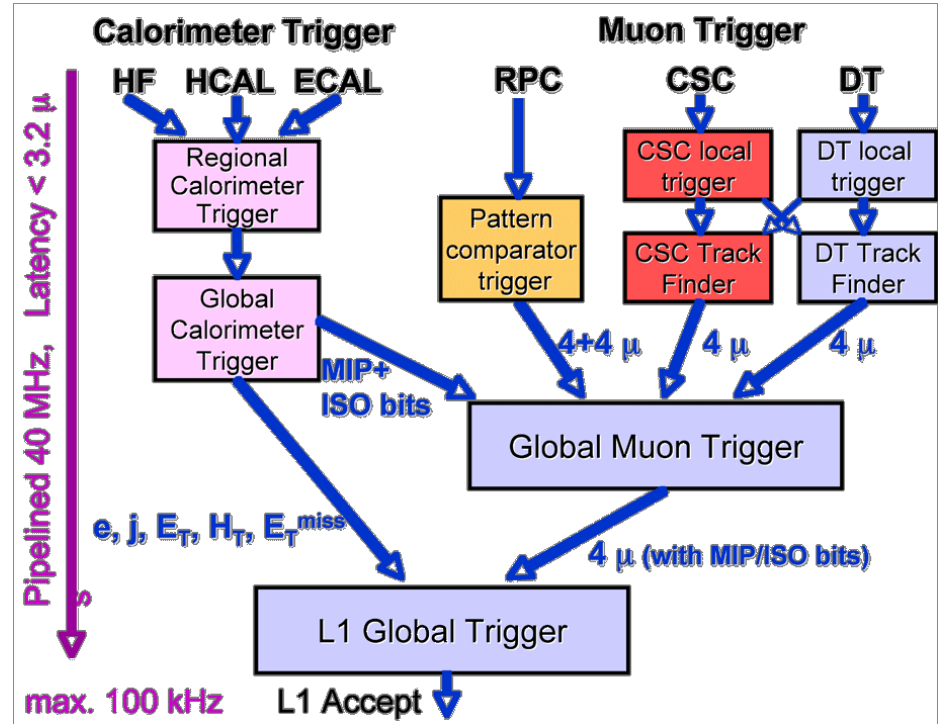 Calorimeter Trigger
Muon Trigger
HF HCAL ECAL
RPC
CSC
DT
Regional
Calorimeter
Trigger
CSC local
trigger
DT local
trigger
Pattern
comparator
trigger
CSC Track
Finder
DT Track
Finder
Global
Calorimeter
Trigger
MIP+
ISO bits
4+4 μ
4 μ
4 μ
Global Muon Trigger
e, j, E_T, H_T, E_T^miss
4 μ (with MIP/ISO bits)
L1 Global Trigger
L1 Accept
Pipelined 40 MHz, Latency < 3.2 μ
s
max. 100 kHz